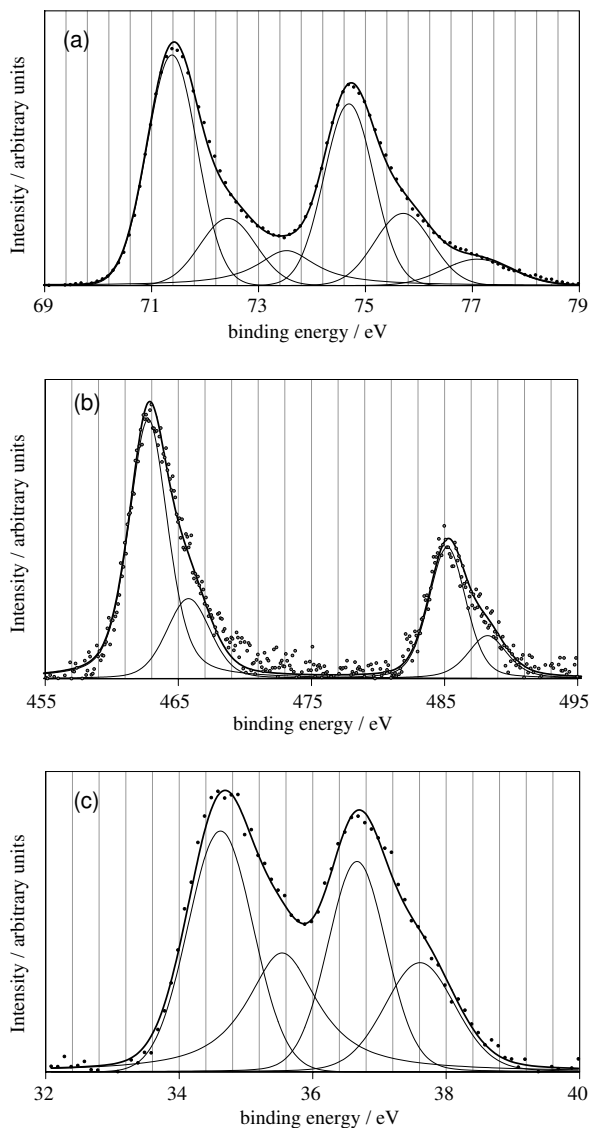 (a)
Intensity / arbitrary units
69 71 73 75 77 79
binding energy / eV
(b)
Intensity / arbitrary units
455 465 475 485 495
binding energy / eV
(c)
Intensity / arbitrary units
32 34 36 38 40
binding energy / eV